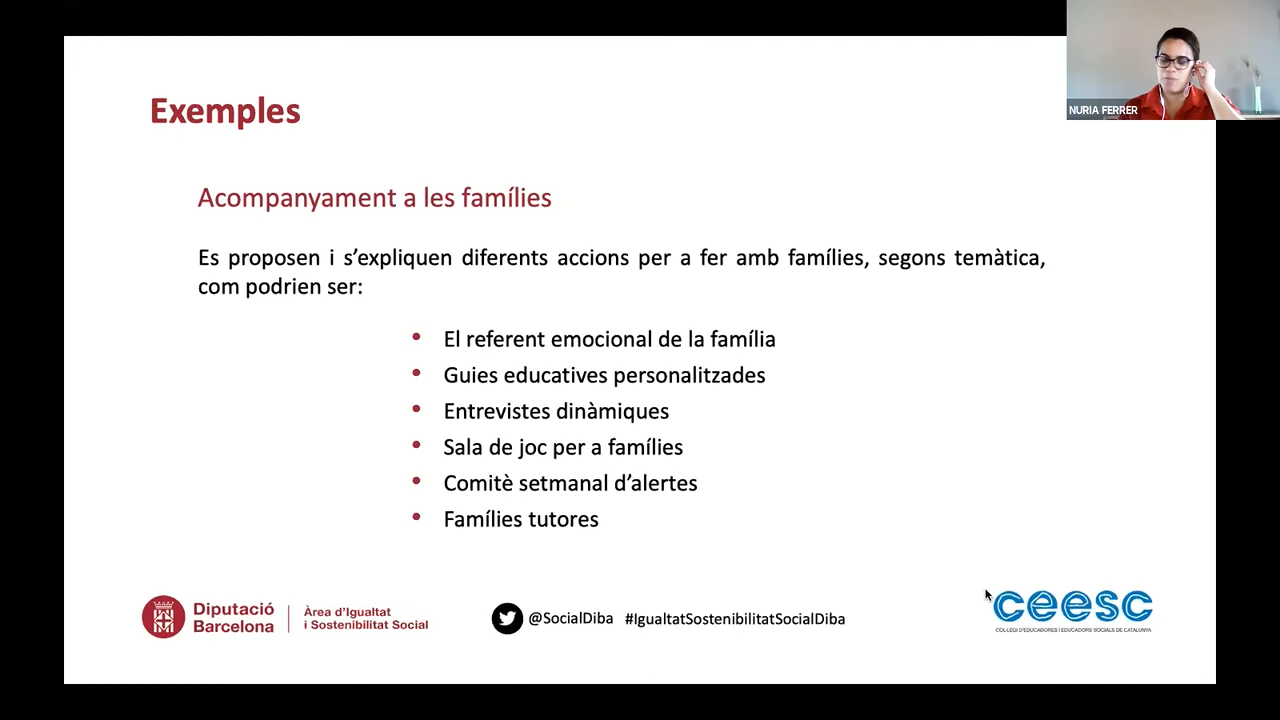 Exemples
NURIA FERRER
Acompanyament a les famílies
Es proposen i s’expliquen diferents accions per a fer amb famílies, segons temàtica,
com podrien ser:
• El referent emocional de la família
• Guies educatives personalitzades
• Entrevistes dinàmiques
• Sala de joc per a famílies
• Comitè setmanal d’alertes
• Famílies tutores
Diputació
Barcelona
Àrea d’Igualtat
i Sostenibilitat Social
@SocialDiba #IgualtatSostenibilitatSocialDiba
ceesc
COL·LEGI D’EDUCADORES I EDUCADORS SOCIALS DE CATALUNYA